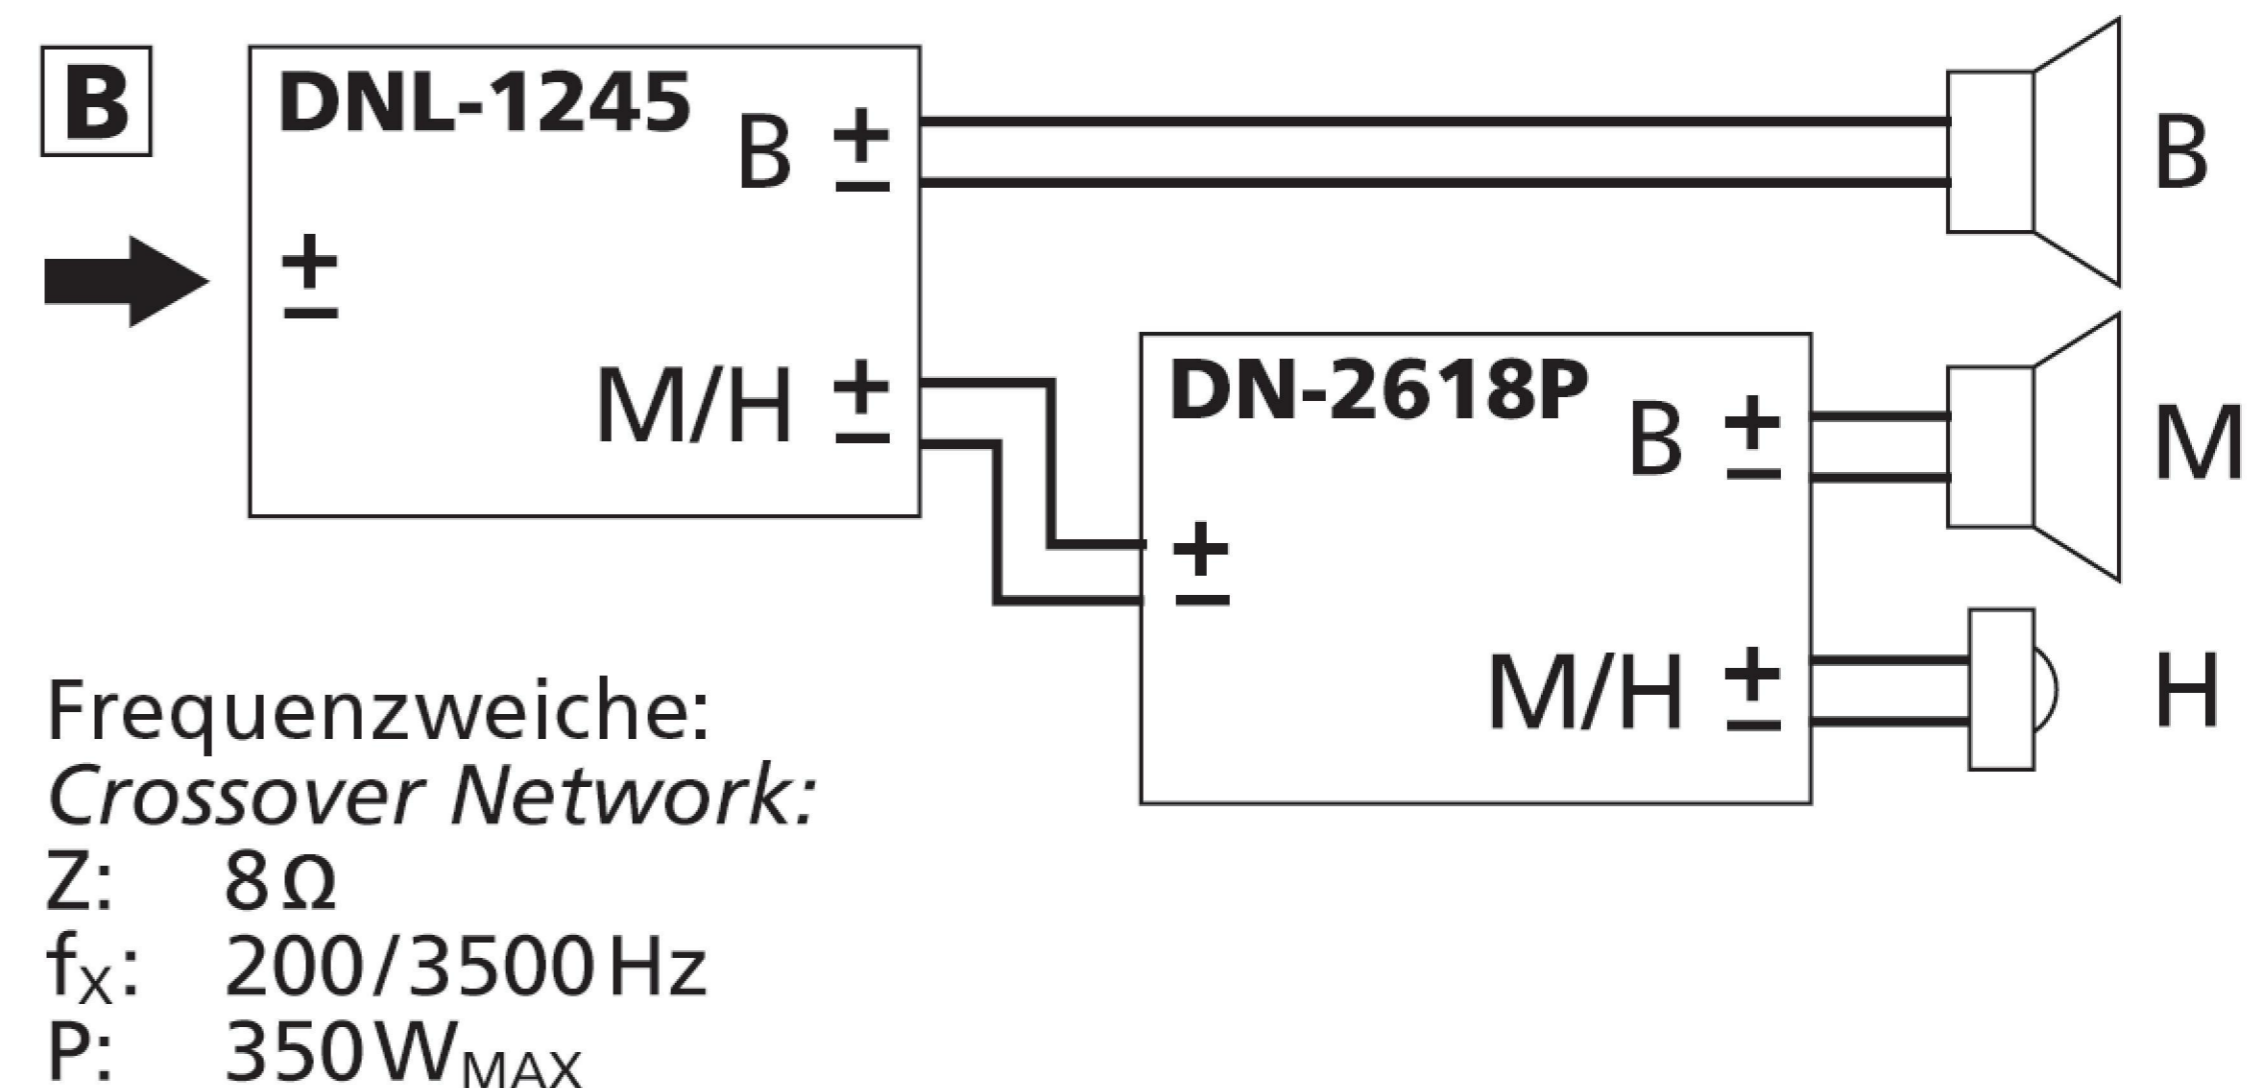 B
DNL-1245
B + −
+ −
M/H + −
B
DN-2618P
B + −
+ −
M/H + −
M
H
Frequenzweiche:
Crossover Network:
Z: 8 Ω
fX: 200/3500 Hz
P: 350 WMAX